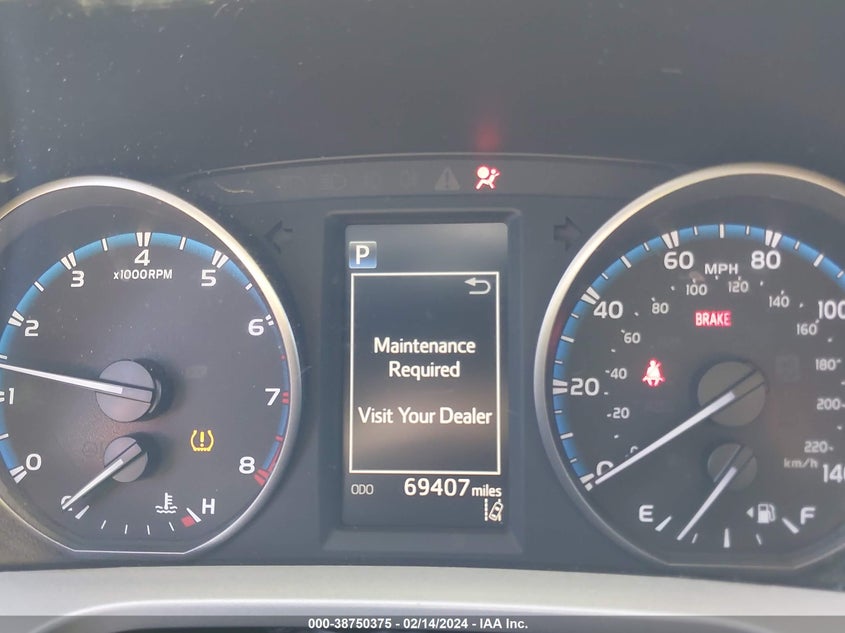 P
Maintenance
Required
Visit Your Dealer
ODO 69407 miles
0 1 2 3 4 5 6 7 8
x1000RPM
H
0 20 40 60 80 100 140
MPH
20 40 60 80 100 120 140 160 180 200 220
km/h
BRAKE
E F
000-38750375 - 02/14/2024 - IAA Inc.